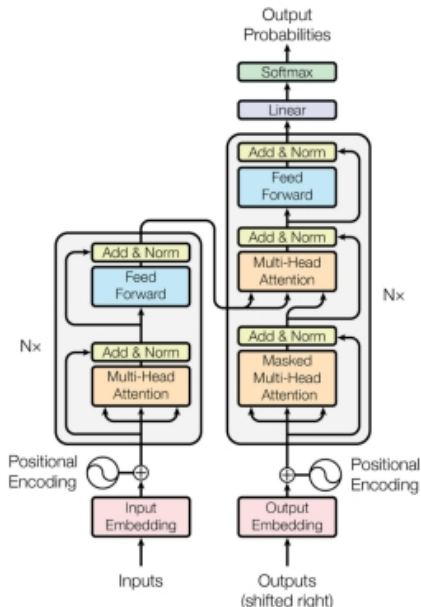 Output
Probabilities
Softmax
Linear
Add & Norm
Feed
Forward
Add & Norm
Multi-Head
Attention
Add & Norm
Masked
Multi-Head
Attention
Nx
Positional
Encoding
Output
Embedding
Outputs
(shifted right)
Add & Norm
Feed
Forward
Nx
Add & Norm
Multi-Head
Attention
Positional
Encoding
Input
Embedding
Inputs